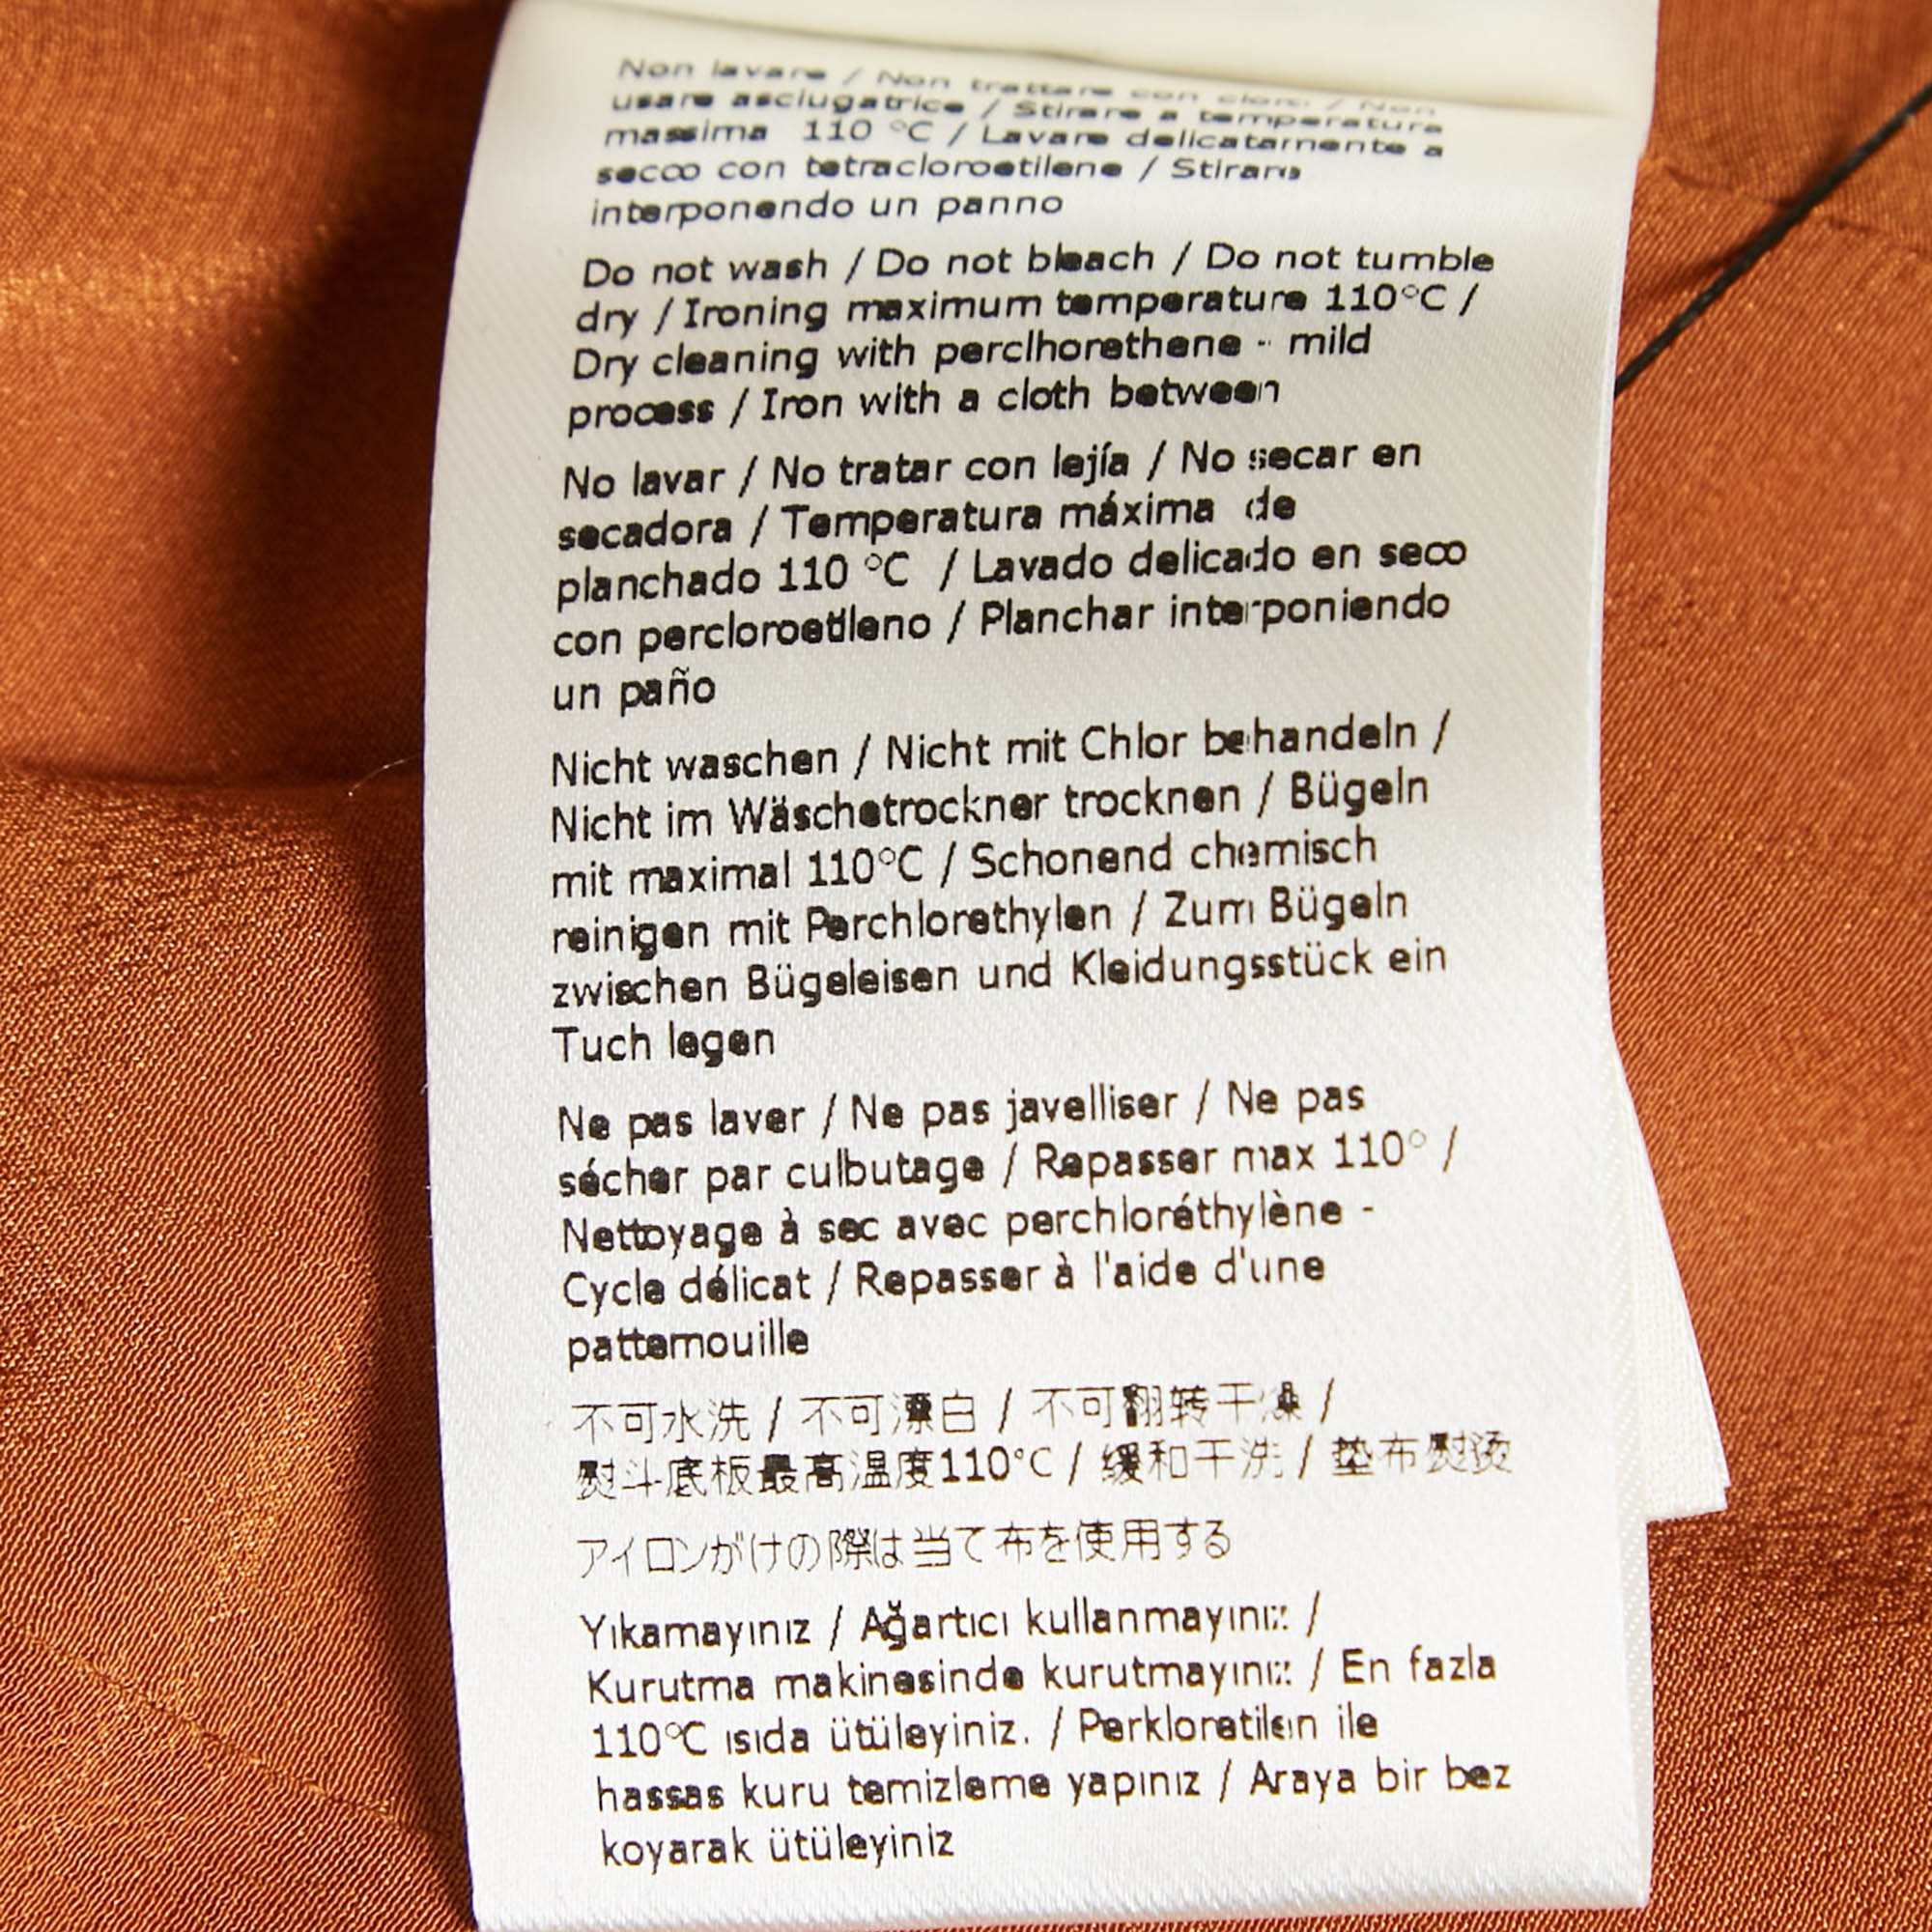 Non lavare / Non trattare con cloro / Non
usare asciugatrice / Stirare a temperatura
massima 110 °C / Lavare delicatamente a
secco con tetracloroetilene / Stirare
interponendo un panno
Do not wash / Do not bleach / Do not tumble
dry / Ironing maximum temperature 110°C /
Dry cleaning with perclhorethene - mild
process / Iron with a cloth between
No lavar / No tratar con lejía / No secar en
secadora / Temperatura máxima de
planchado 110 °C / Lavado delicado en seco
con percloroetileno / Planchar interponiendo
un paño
Nicht waschen / Nicht mit Chlor behandeln /
Nicht im Wäschetrockner trocknen / Bügeln
mit maximal 110°C / Schonend chemisch
reinigen mit Perchlorethylen / Zum Bügeln
zwischen Bügeleisen und Kleidungsstück ein
Tuch legen
Ne pas laver / Ne pas javelliser / Ne pas
sécher par culbutage / Repasser max 110° /
Nettoyage à sec avec perchloréthylène -
Cycle délicat / Repasser à l'aide d'une
pattemouille
不可水洗 / 不可漂白 / 不可翻转干燥 /
熨斗底板最高温度110°C / 缓和干洗 / 垫布熨烫
アイロンがけの際は当て布を使用する
Yıkamayınız / Ağartıcı kullanmayınız /
Kurutma makinesinde kurutmayınız / En fazla
110°C ısıda ütüleyiniz. / Perkloretilen ile
hassas kuru temizleme yapınız / Araya bir bez
koyarak ütüleyiniz